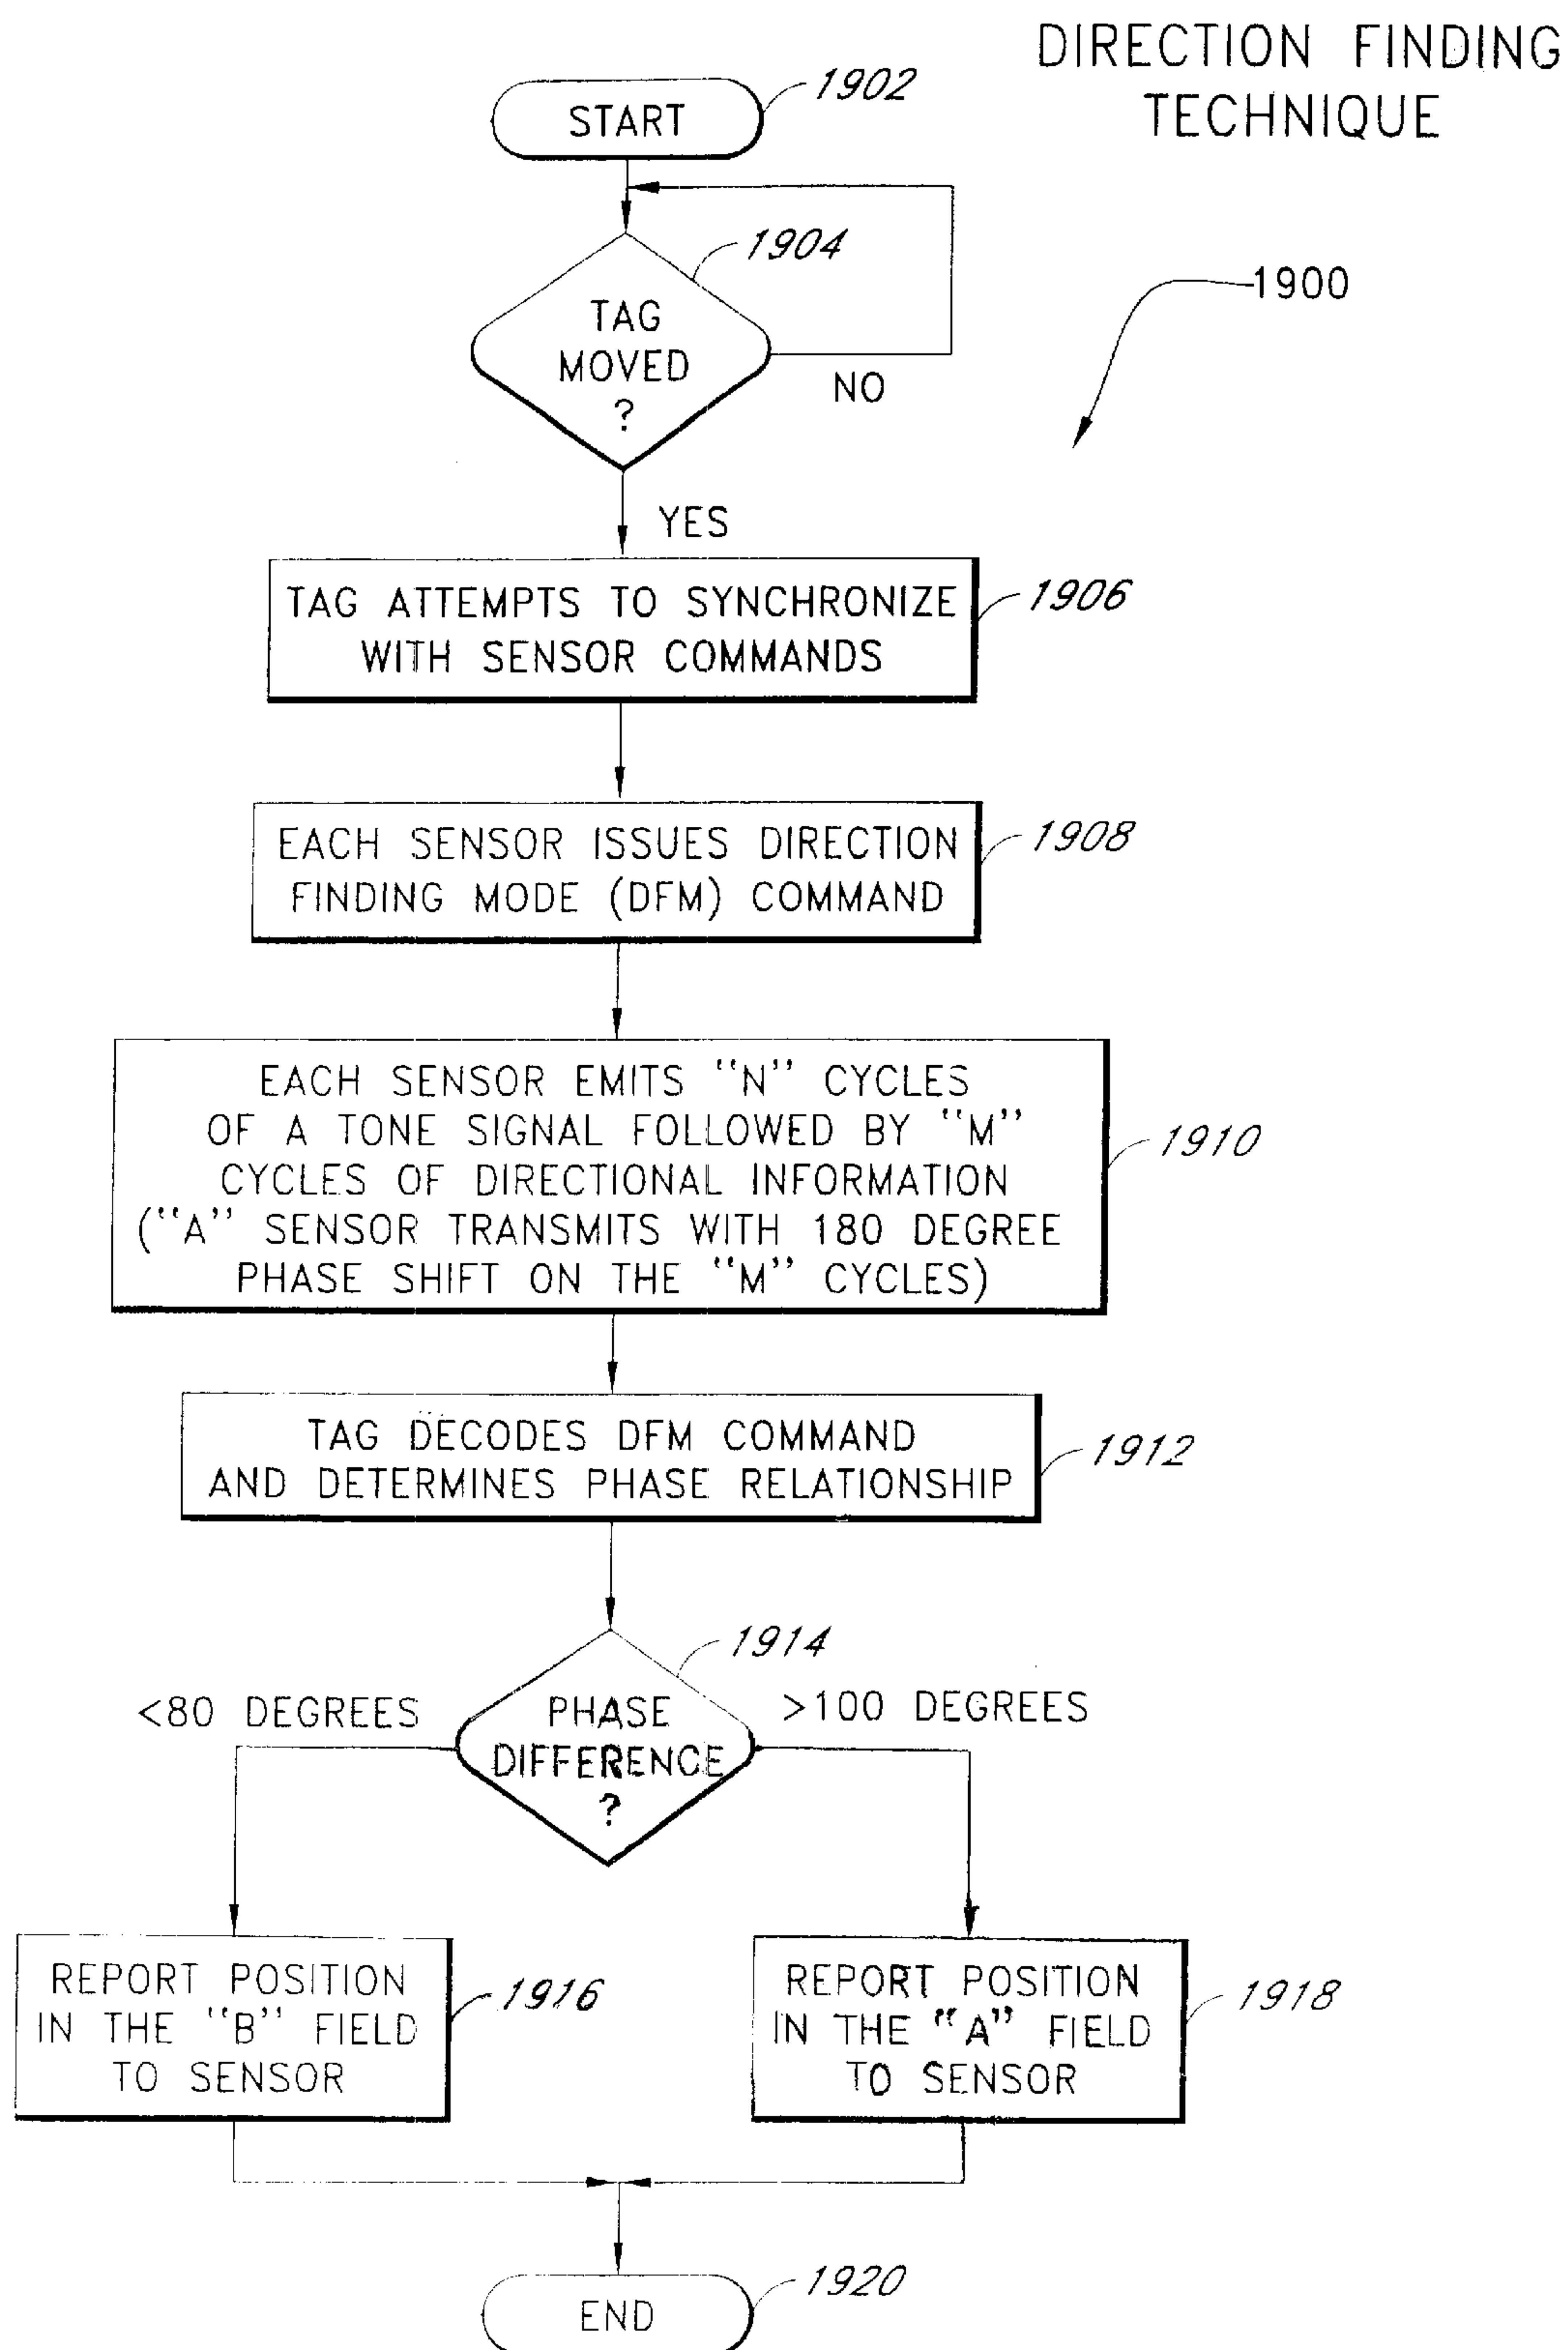 DIRECTION FINDING
TECHNIQUE
1902
START
1904
1900
TAG
MOVED
?
NO
YES
TAG ATTEMPTS TO SYNCHRONIZE
WITH SENSOR COMMANDS
1906
EACH SENSOR ISSUES DIRECTION
FINDING MODE (DFM) COMMAND
1908
EACH SENSOR EMITS "N" CYCLES
OF A TONE SIGNAL FOLLOWED BY "M"
CYCLES OF DIRECTIONAL INFORMATION
("A" SENSOR TRANSMITS WITH 180 DEGREE
PHASE SHIFT ON THE "M" CYCLES)
1910
TAG DECODES DFM COMMAND
AND DETERMINES PHASE RELATIONSHIP
1912
1914
<80 DEGREES
PHASE
DIFFERENCE
?
>100 DEGREES
REPORT POSITION
IN THE "B" FIELD
TO SENSOR
1916
REPORT POSITION
IN THE "A" FIELD
TO SENSOR
1918
1920
END